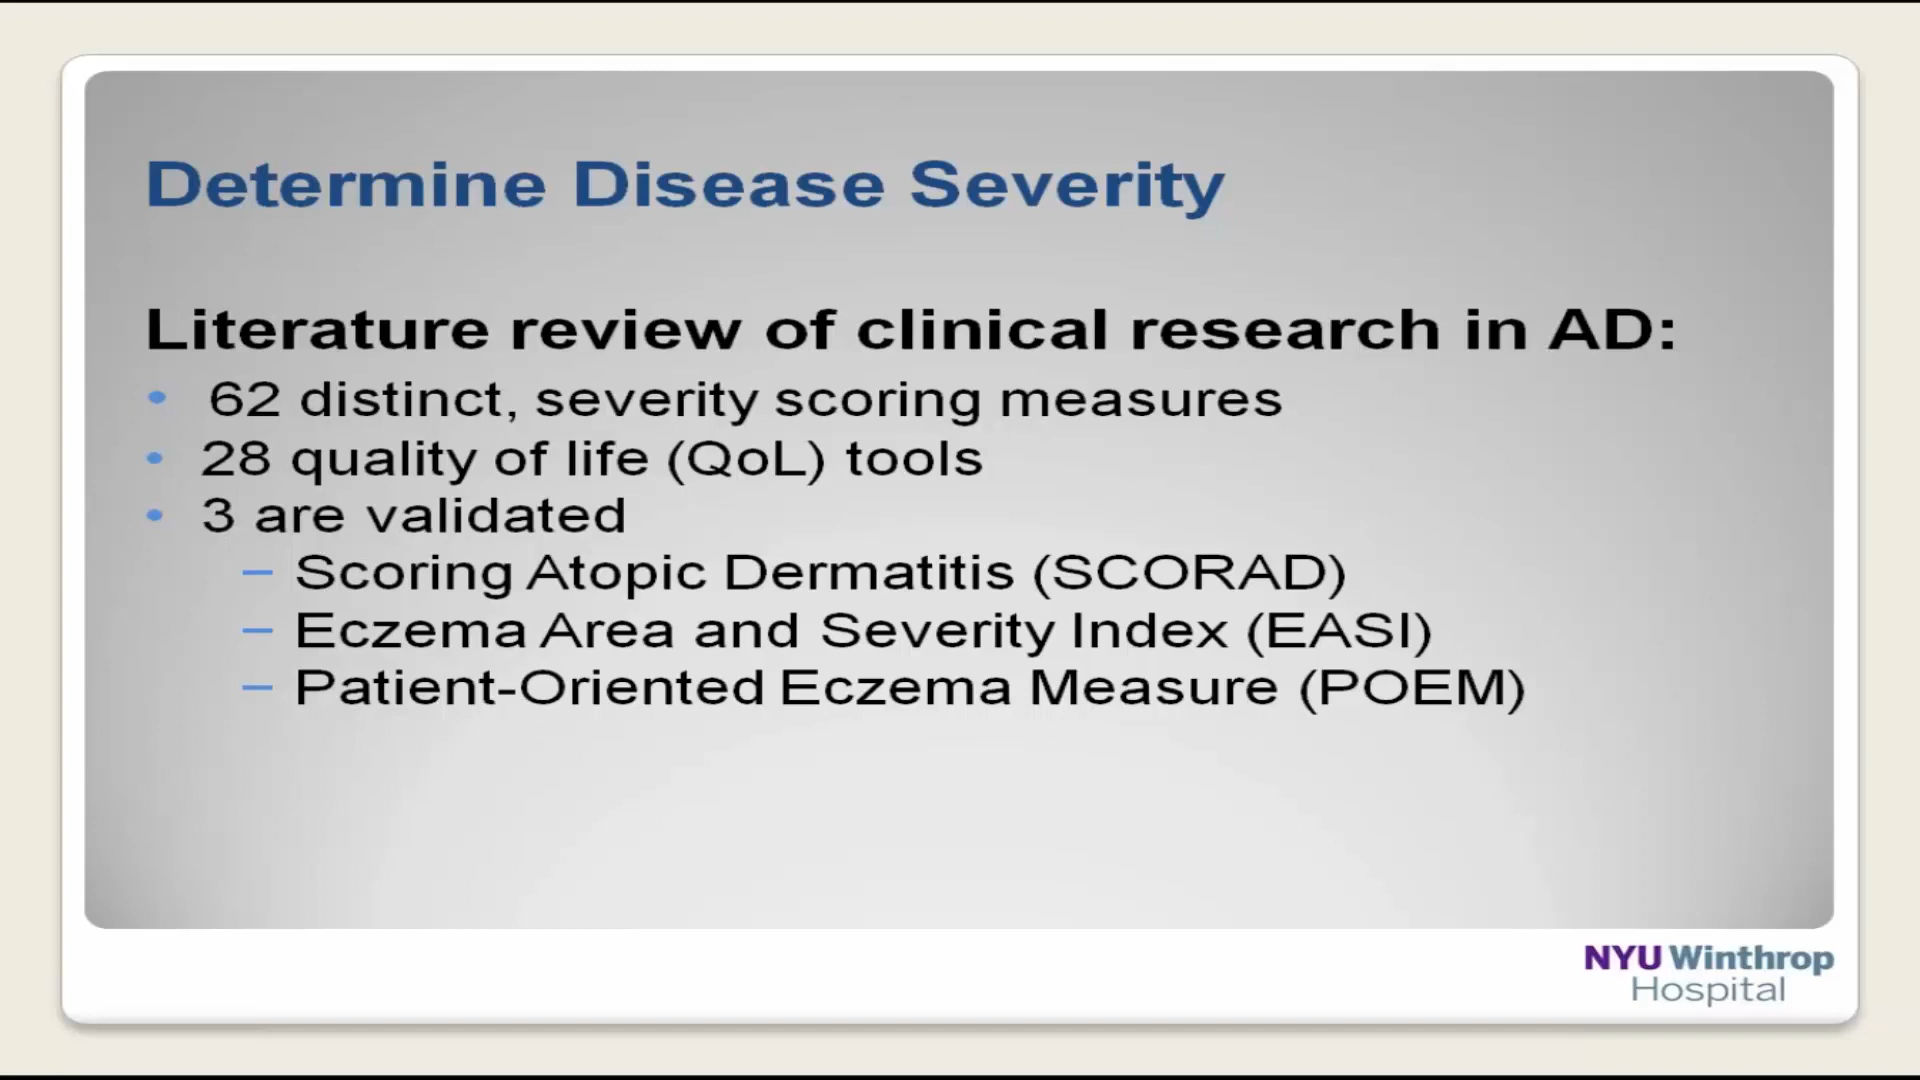 Determine Disease Severity
Literature review of clinical research in AD:
• 62 distinct, severity scoring measures
• 28 quality of life (QoL) tools
• 3 are validated
– Scoring Atopic Dermatitis (SCORAD)
– Eczema Area and Severity Index (EASI)
– Patient-Oriented Eczema Measure (POEM)
NYU Winthrop
Hospital